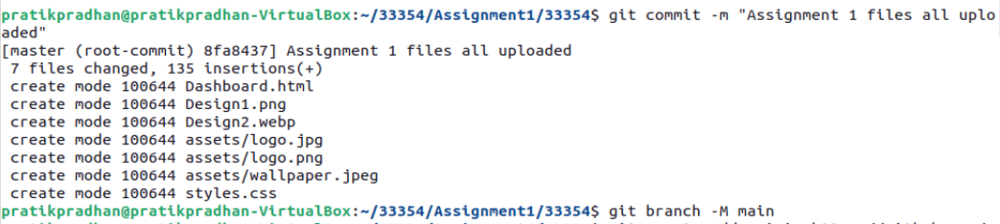 pratikpradhan@pratikpradhan-VirtualBox:~/33354/Assignment1/33354$ git commit -m "Assignment 1 files all uplo
aded"
[master (root-commit) 8fa8437] Assignment 1 files all uploaded
 7 files changed, 135 insertions(+)
 create mode 100644 Dashboard.html
 create mode 100644 Design1.png
 create mode 100644 Design2.webp
 create mode 100644 assets/logo.jpg
 create mode 100644 assets/logo.png
 create mode 100644 assets/wallpaper.jpeg
 create mode 100644 styles.css
pratikpradhan@pratikpradhan-VirtualBox:~/33354/Assignment1/33354$ git branch -M main